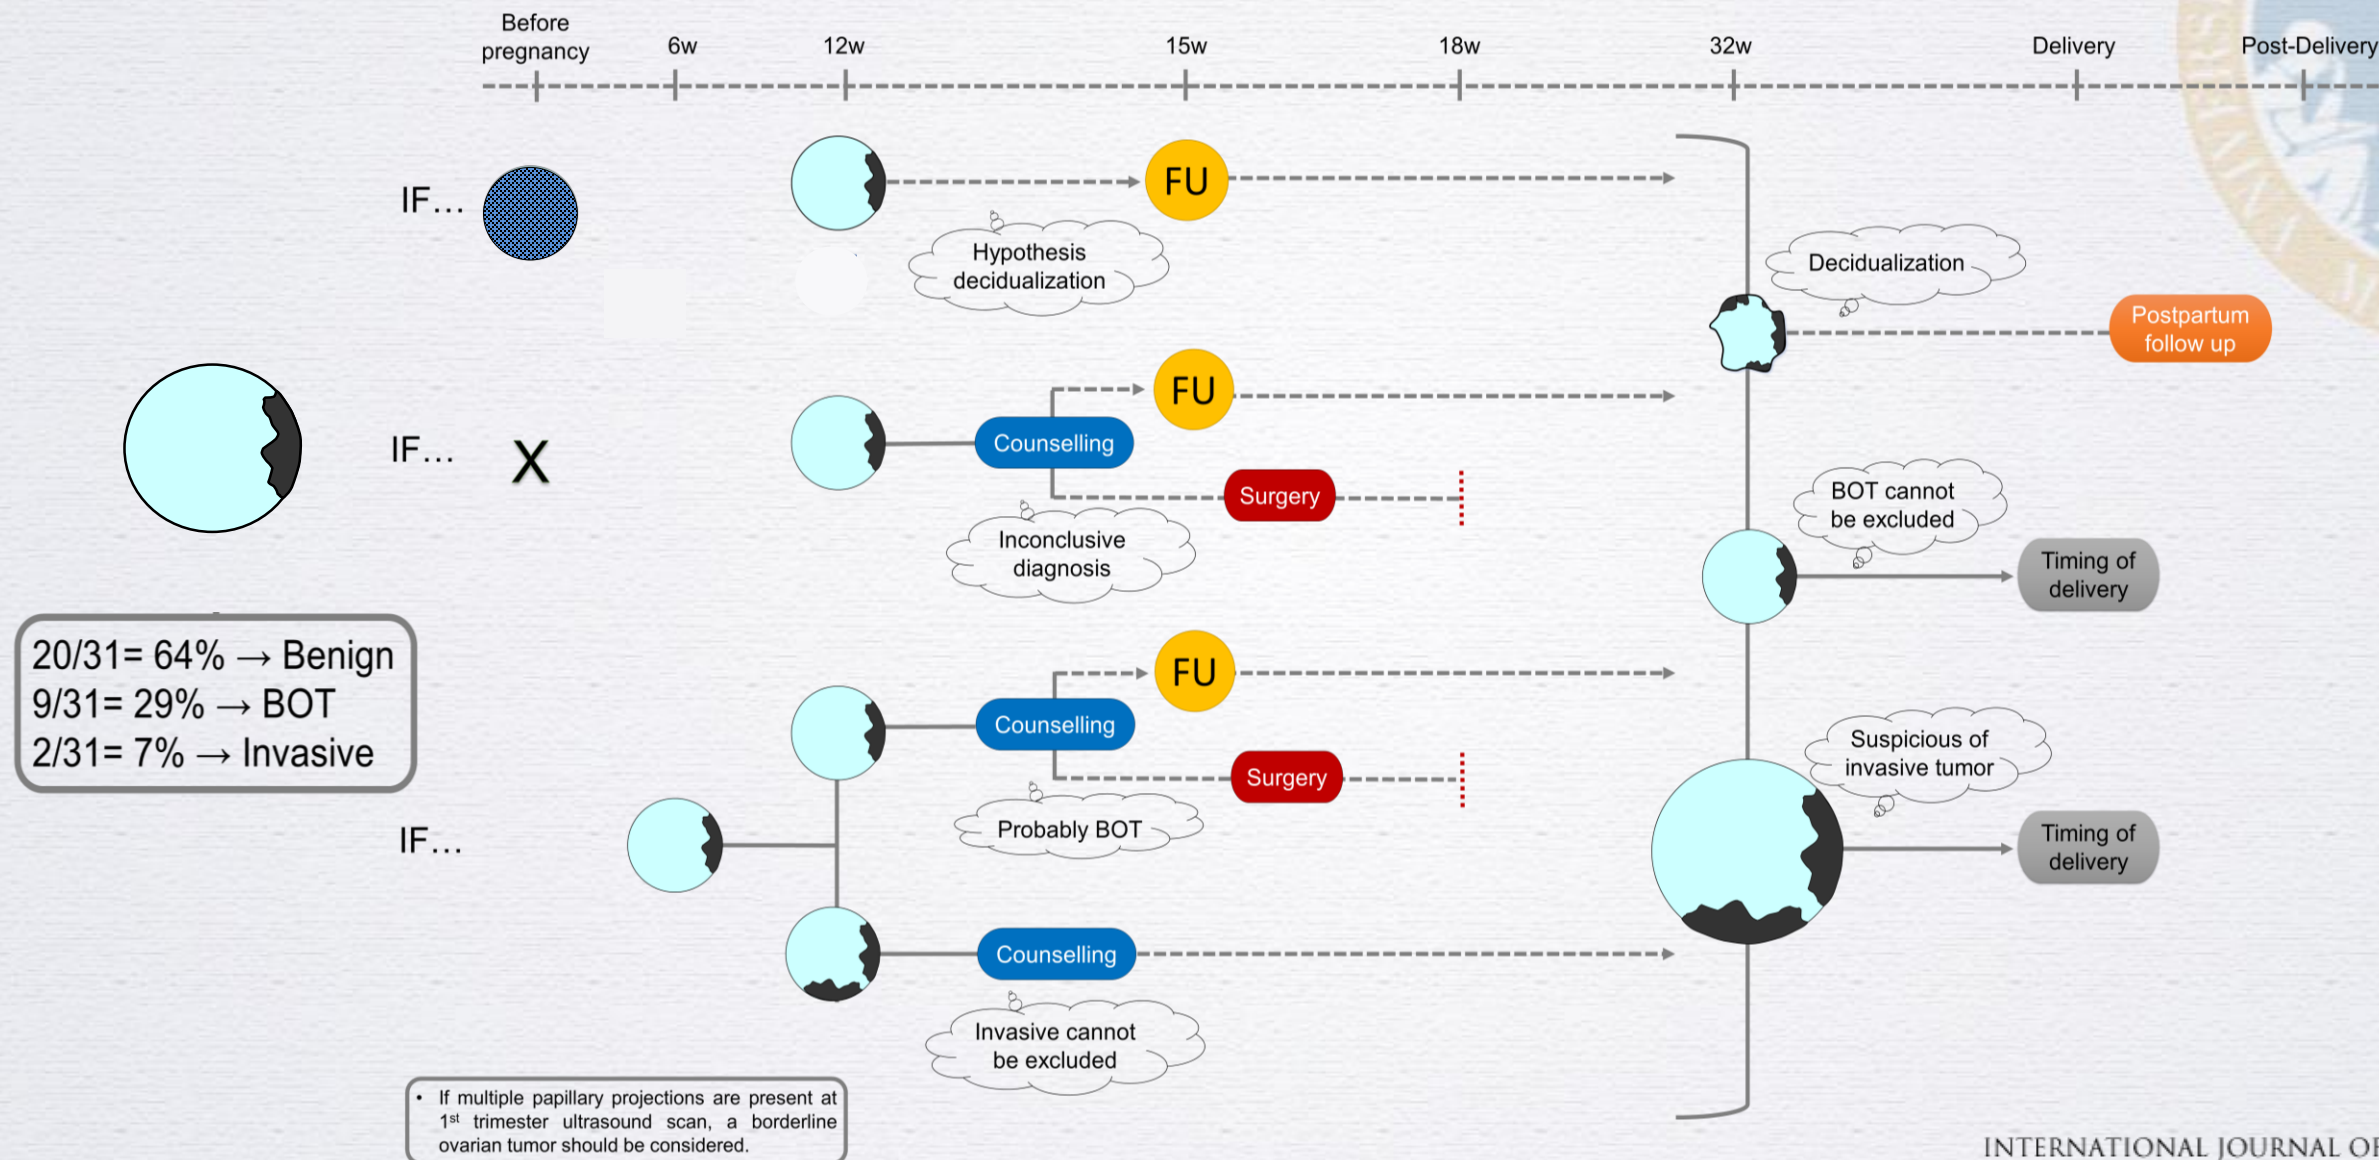 Before
pregnancy
6w
12w
15w
18w
32w
Delivery
Post-Delivery
IF...
FU
Hypothesis
decidualization
Decidualization
Postpartum
follow up
IF...
X
Counselling
FU
Surgery
Inconclusive
diagnosis
BOT cannot
be excluded
Timing of
delivery
20/31= 64% → Benign
9/31= 29% → BOT
2/31= 7% → Invasive
FU
Counselling
Surgery
Probably BOT
Suspicious of
invasive tumor
Timing of
delivery
IF...
Counselling
Invasive cannot
be excluded
• If multiple papillary projections are present at
1st trimester ultrasound scan, a borderline
ovarian tumor should be considered.
INTERNATIONAL JOURNAL OF